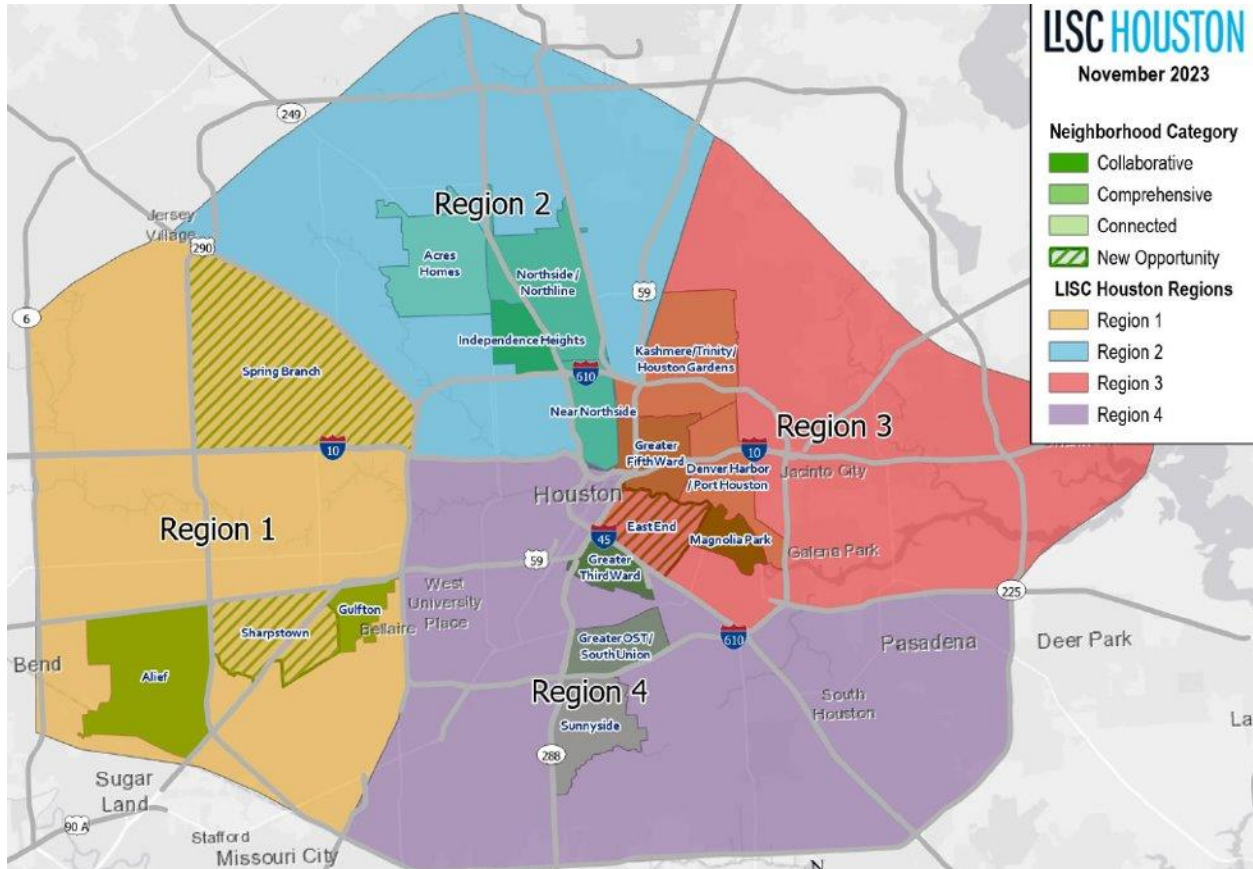 LISC HOUSTON
November 2023
Neighborhood Category
Collaborative
Comprehensive
Connected
New Opportunity
LISC Houston Regions
Region 1
Region 2
Region 3
Region 4
249
Jersey
Village
290
6
Region 2
Acres
Homes
Northside /
Northline
59
Independence Heights
Kashmere/Trinity/
Houston Gardens
610
Spring Branch
Near Northside
Region 3
10
Greater
Fifth Ward
10
Denver Harbor
/ Port Houston
Jacinto City
Houston
Region 1
East End
45
Magnolia Park
Galena Park
59
Greater
Third Ward
West
University
Place
225
Gulfton
Bellaire
Sharpstown
Greater OST /
South Union
610
Pasadena
Deer Park
Bend
Alief
Region 4
South
Houston
Sunnyside
La
288
Sugar
Land
90 A
Stafford
Missouri City
N